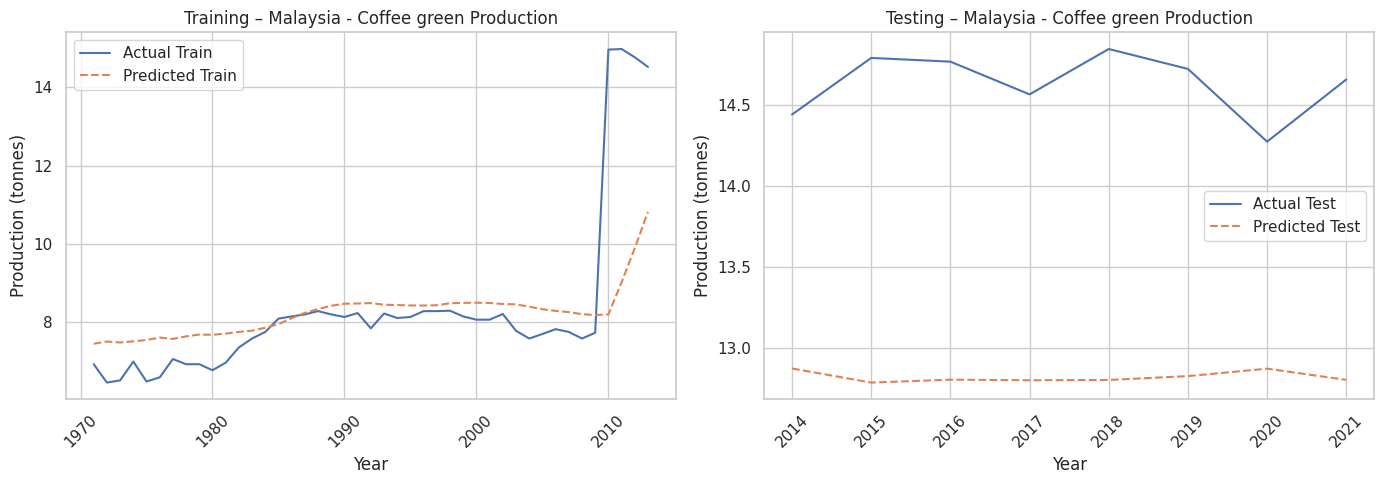 Training – Malaysia - Coffee green Production
Production (tonnes)
14
12
10
8
Actual Train
Predicted Train
1970
1980
1990
2000
2010
Year
Testing – Malaysia - Coffee green Production
Production (tonnes)
14.5
14.0
13.5
13.0
Actual Test
Predicted Test
2014
2015
2016
2017
2018
2019
2020
2021
Year